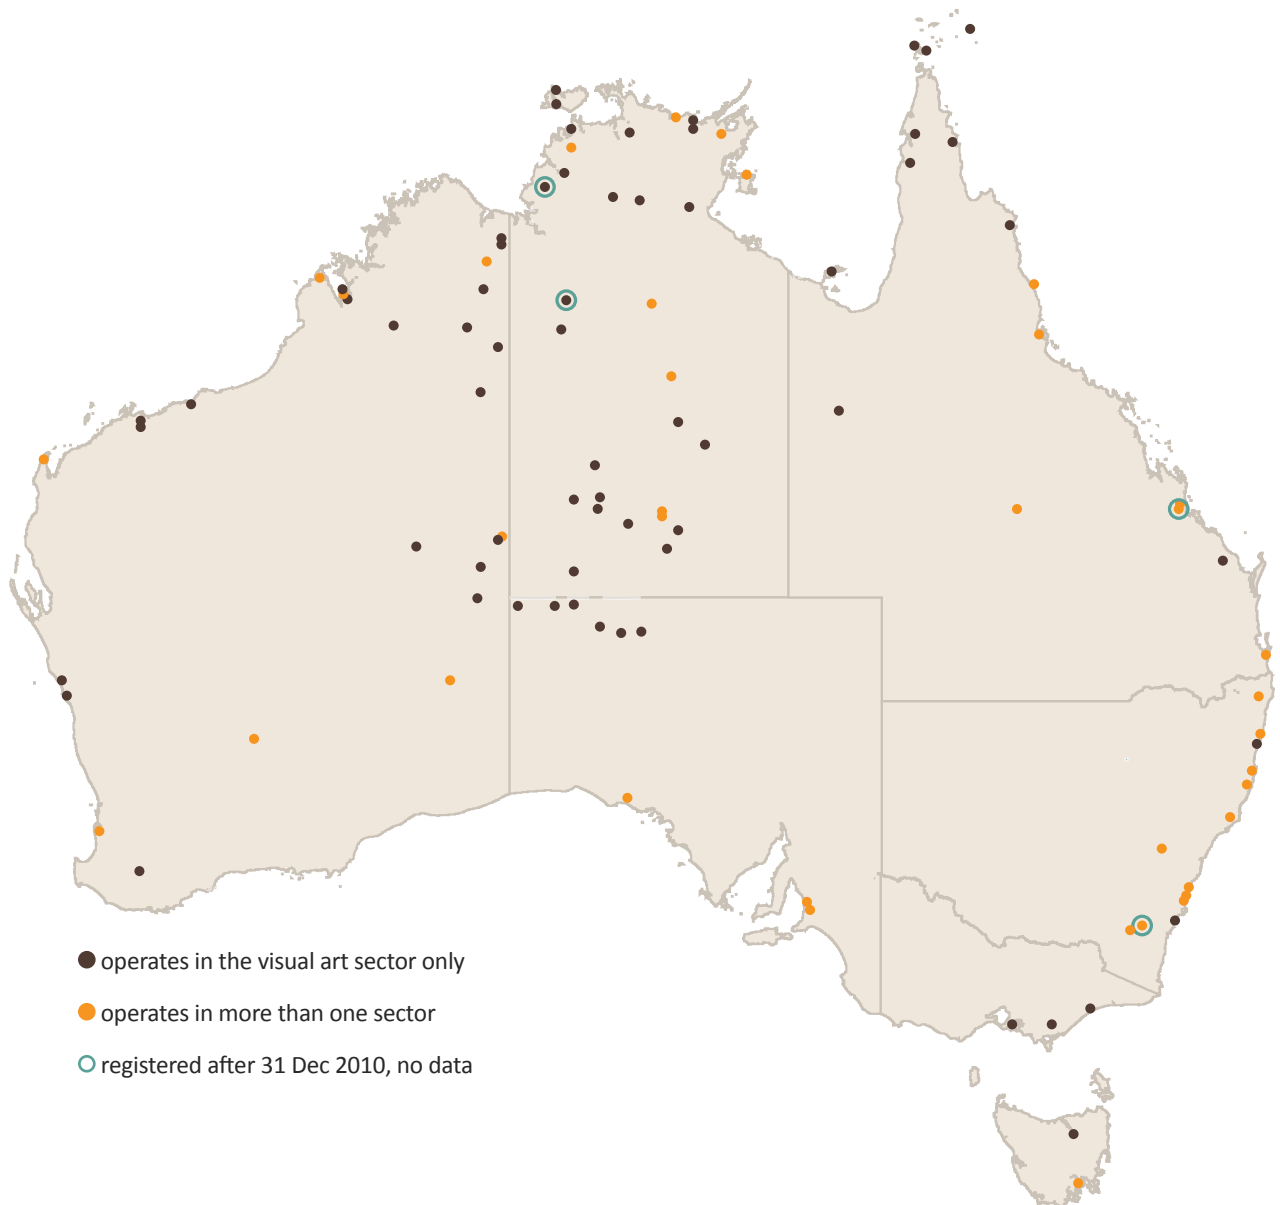 operates in the visual art sector only
operates in more than one sector
registered after 31 Dec 2010, no data